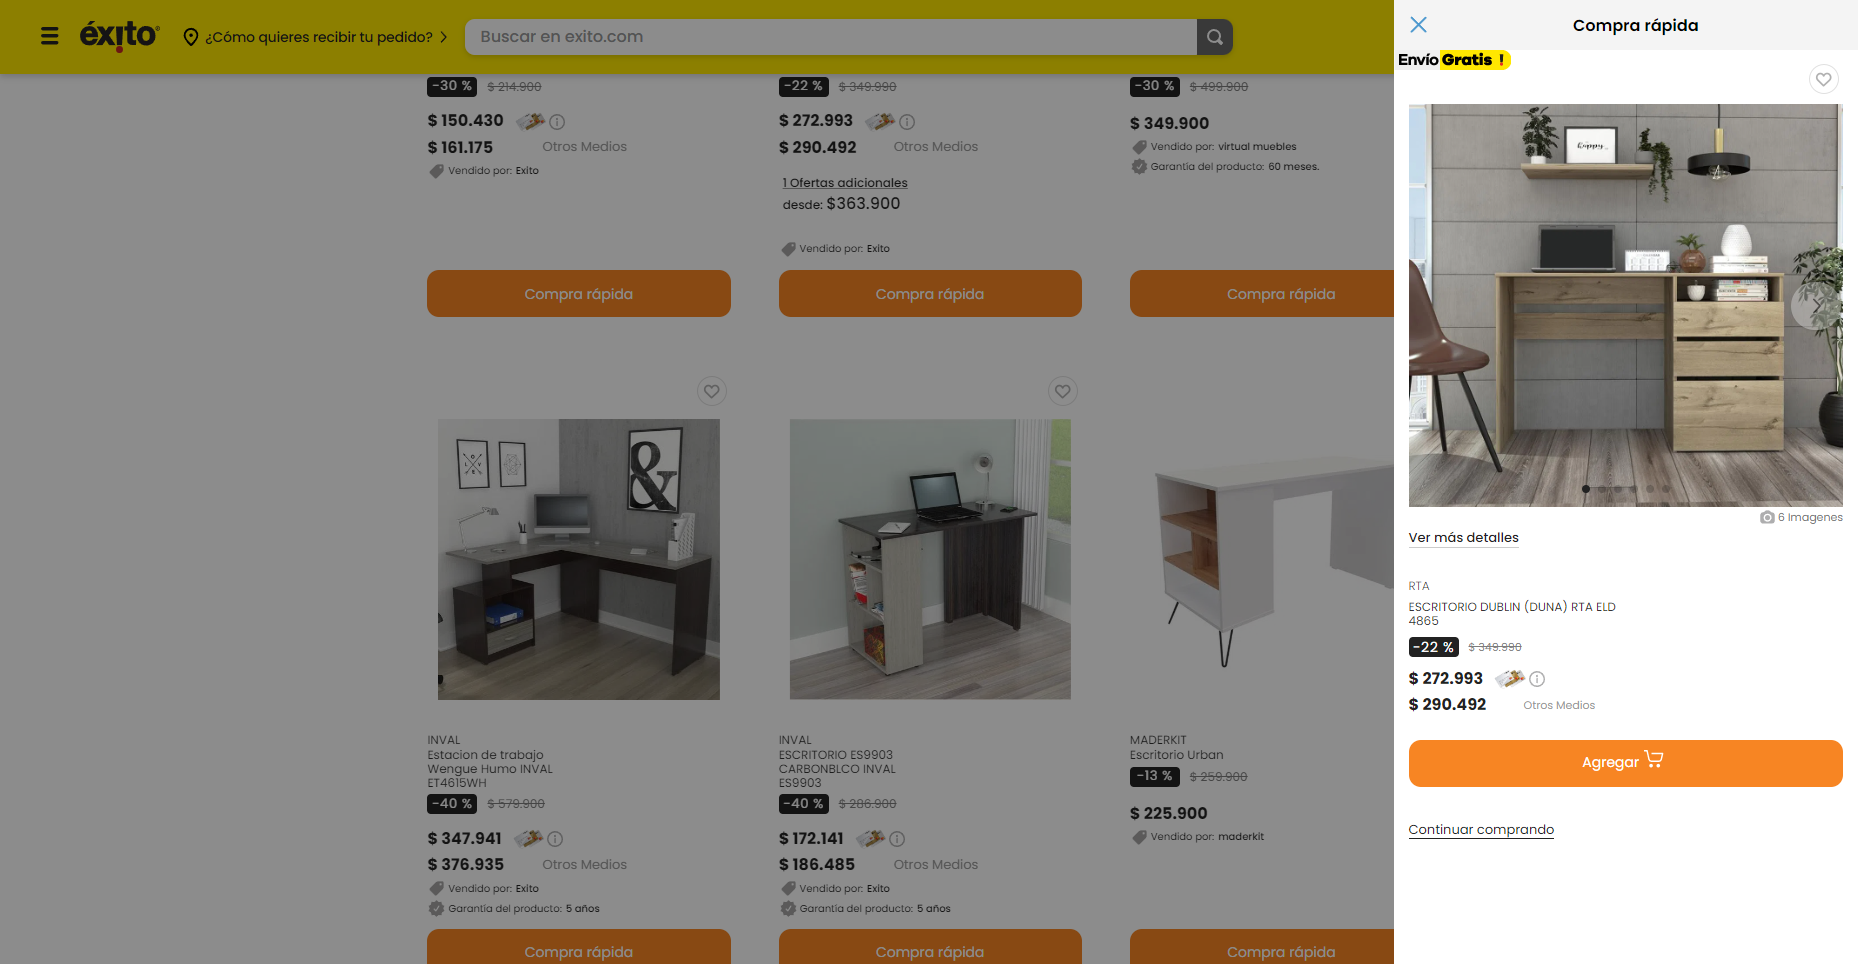 éxito
¿Cómo quieres recibir tu pedido?
Buscar en exito.com
-30 % $ 214.900
$ 150.430
$ 161.175 Otros Medios
Vendido por: Exito
Compra rápida
-22 % $ 349.990
$ 272.993
$ 290.492 Otros Medios
1 Ofertas adicionales
desde: $363.900
Vendido por: Exito
Compra rápida
-30 % $ 499.900
$ 349.900
Vendido por: virtual muebles
Garantía del producto: 60 meses.
Compra rápida
INVAL
Estacion de trabajo
Wengue Humo INVAL
ET4615WH
-40 % $ 579.900
$ 347.941
$ 376.935 Otros Medios
Vendido por: Exito
Garantía del producto: 5 años
Compra rápida
INVAL
ESCRITORIO ES9903
CARBONBLCO INVAL
ES9903
-40 % $ 286.900
$ 172.141
$ 186.485 Otros Medios
Vendido por: Exito
Garantía del producto: 5 años
Compra rápida
MADERKIT
Escritorio Urban
-13 % $ 259.900
$ 225.900
Vendido por: maderkit
Compra rápida
Compra rápida
Envío Gratis !
happy
6 Imagenes
Ver más detalles
RTA
ESCRITORIO DUBLIN (DUNA) RTA ELD
4865
-22 % $ 349.990
$ 272.993
$ 290.492 Otros Medios
Agregar
Continuar comprando